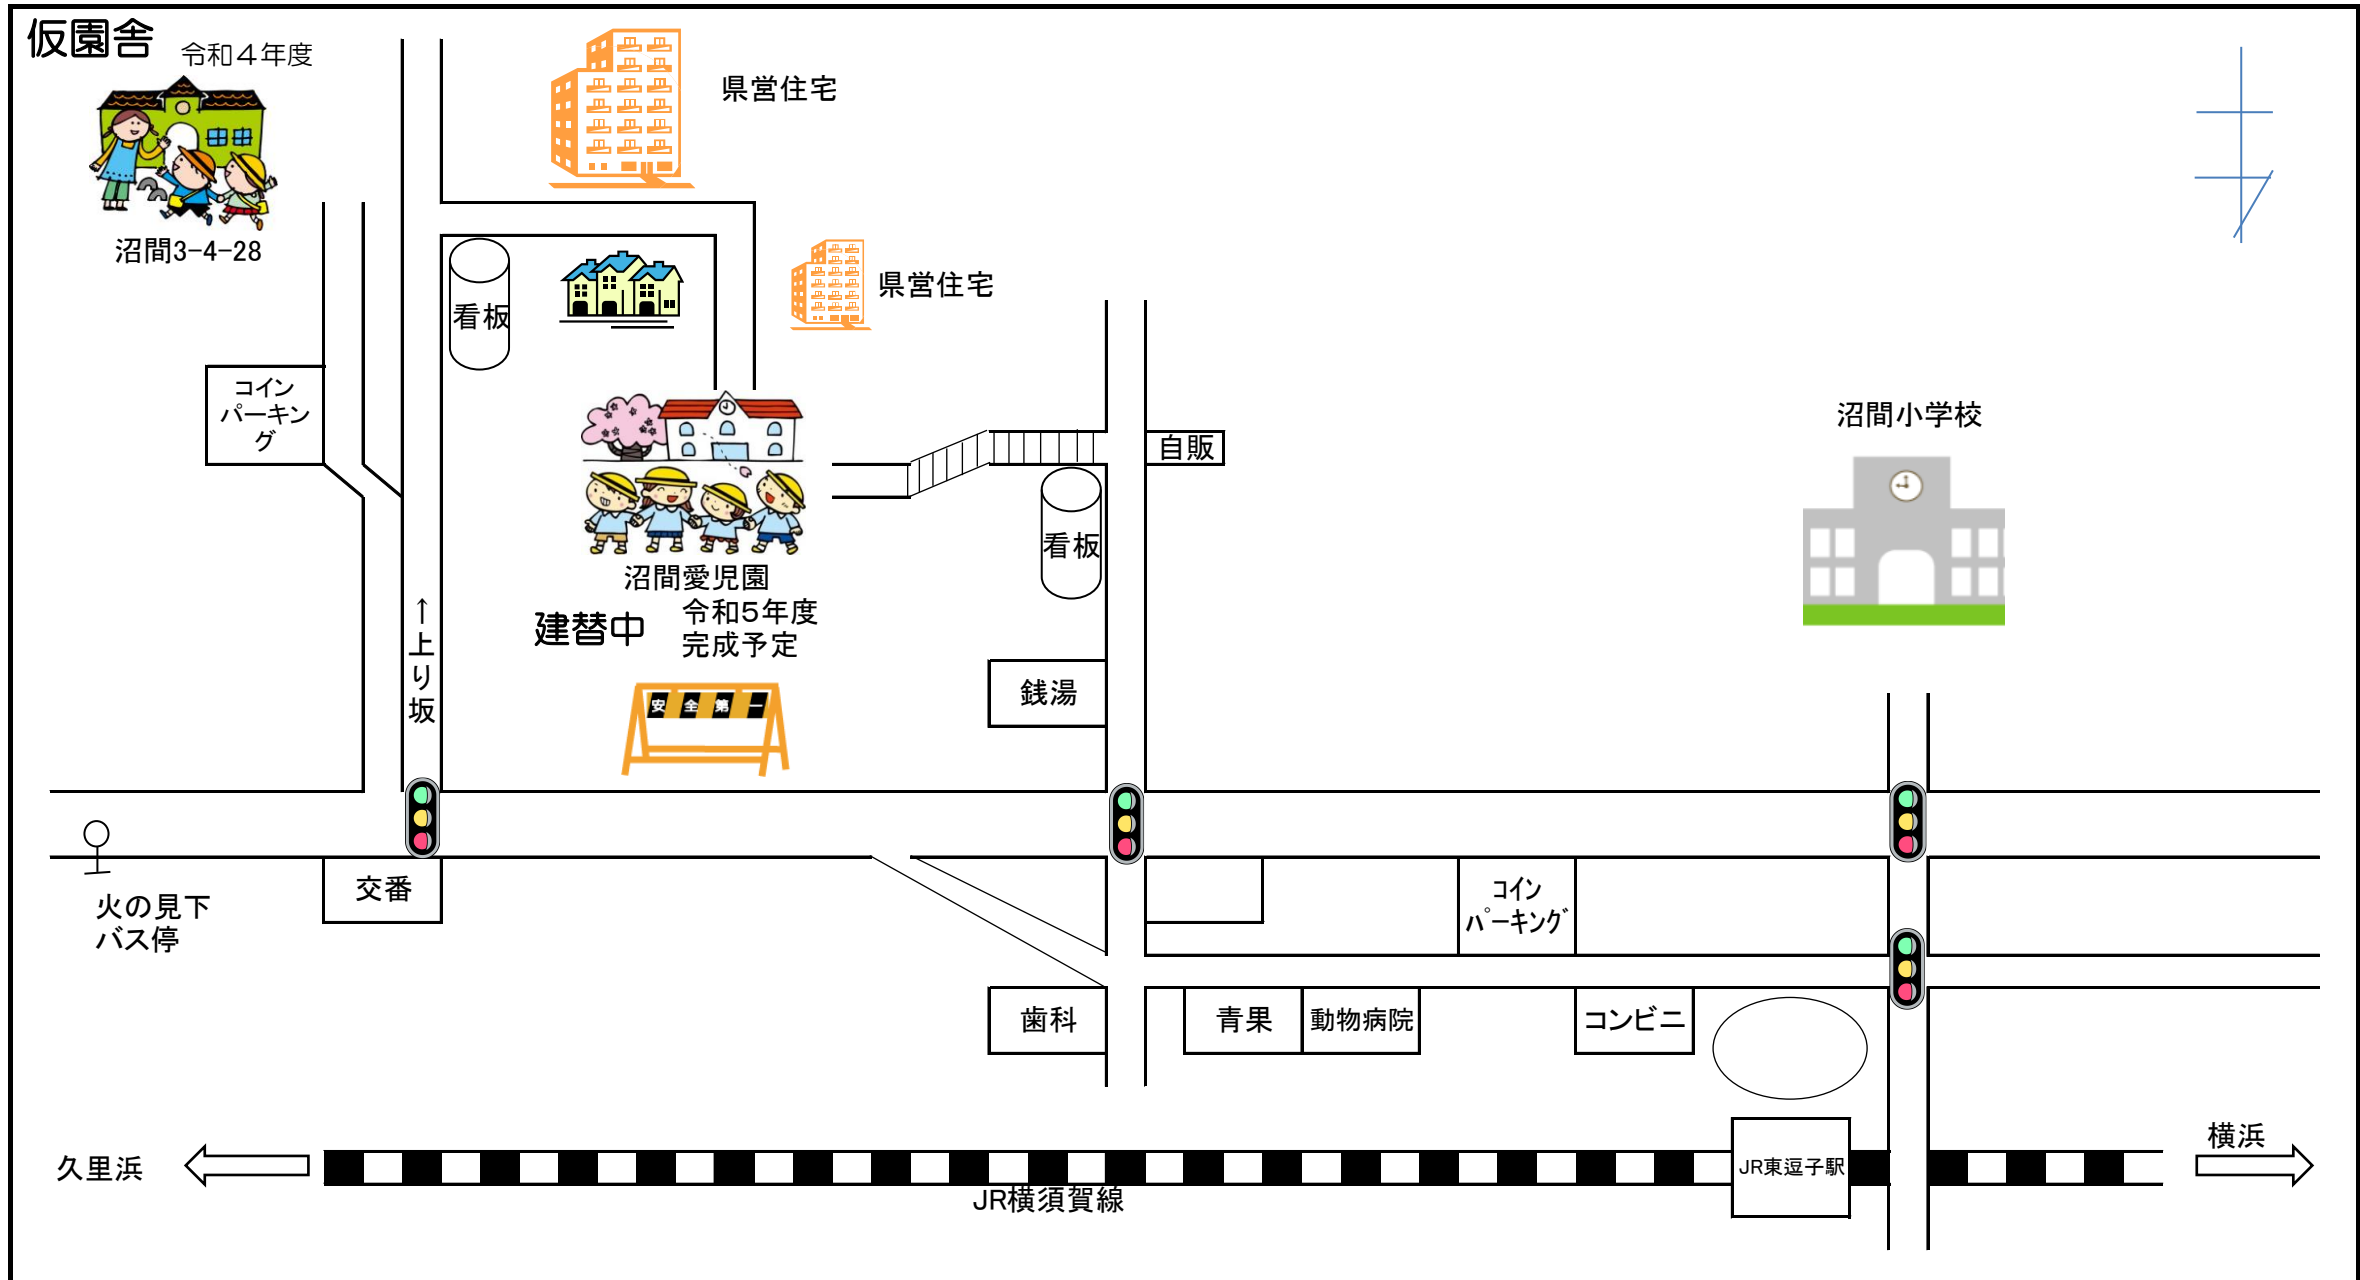 仮園舎
令和4年度
沼間3-4-28
県営住宅
県営住宅
看板
コイン
パーキン
グ
自販
看板
沼間小学校
沼間愛児園
建替中
令和5年度
完成予定
安全第一
↑上り坂
銭湯
火の見下
バス停
交番
コイン
パーキング
歯科
青果
動物病院
コンビニ
久里浜
JR東逗子駅
横浜
JR横須賀線